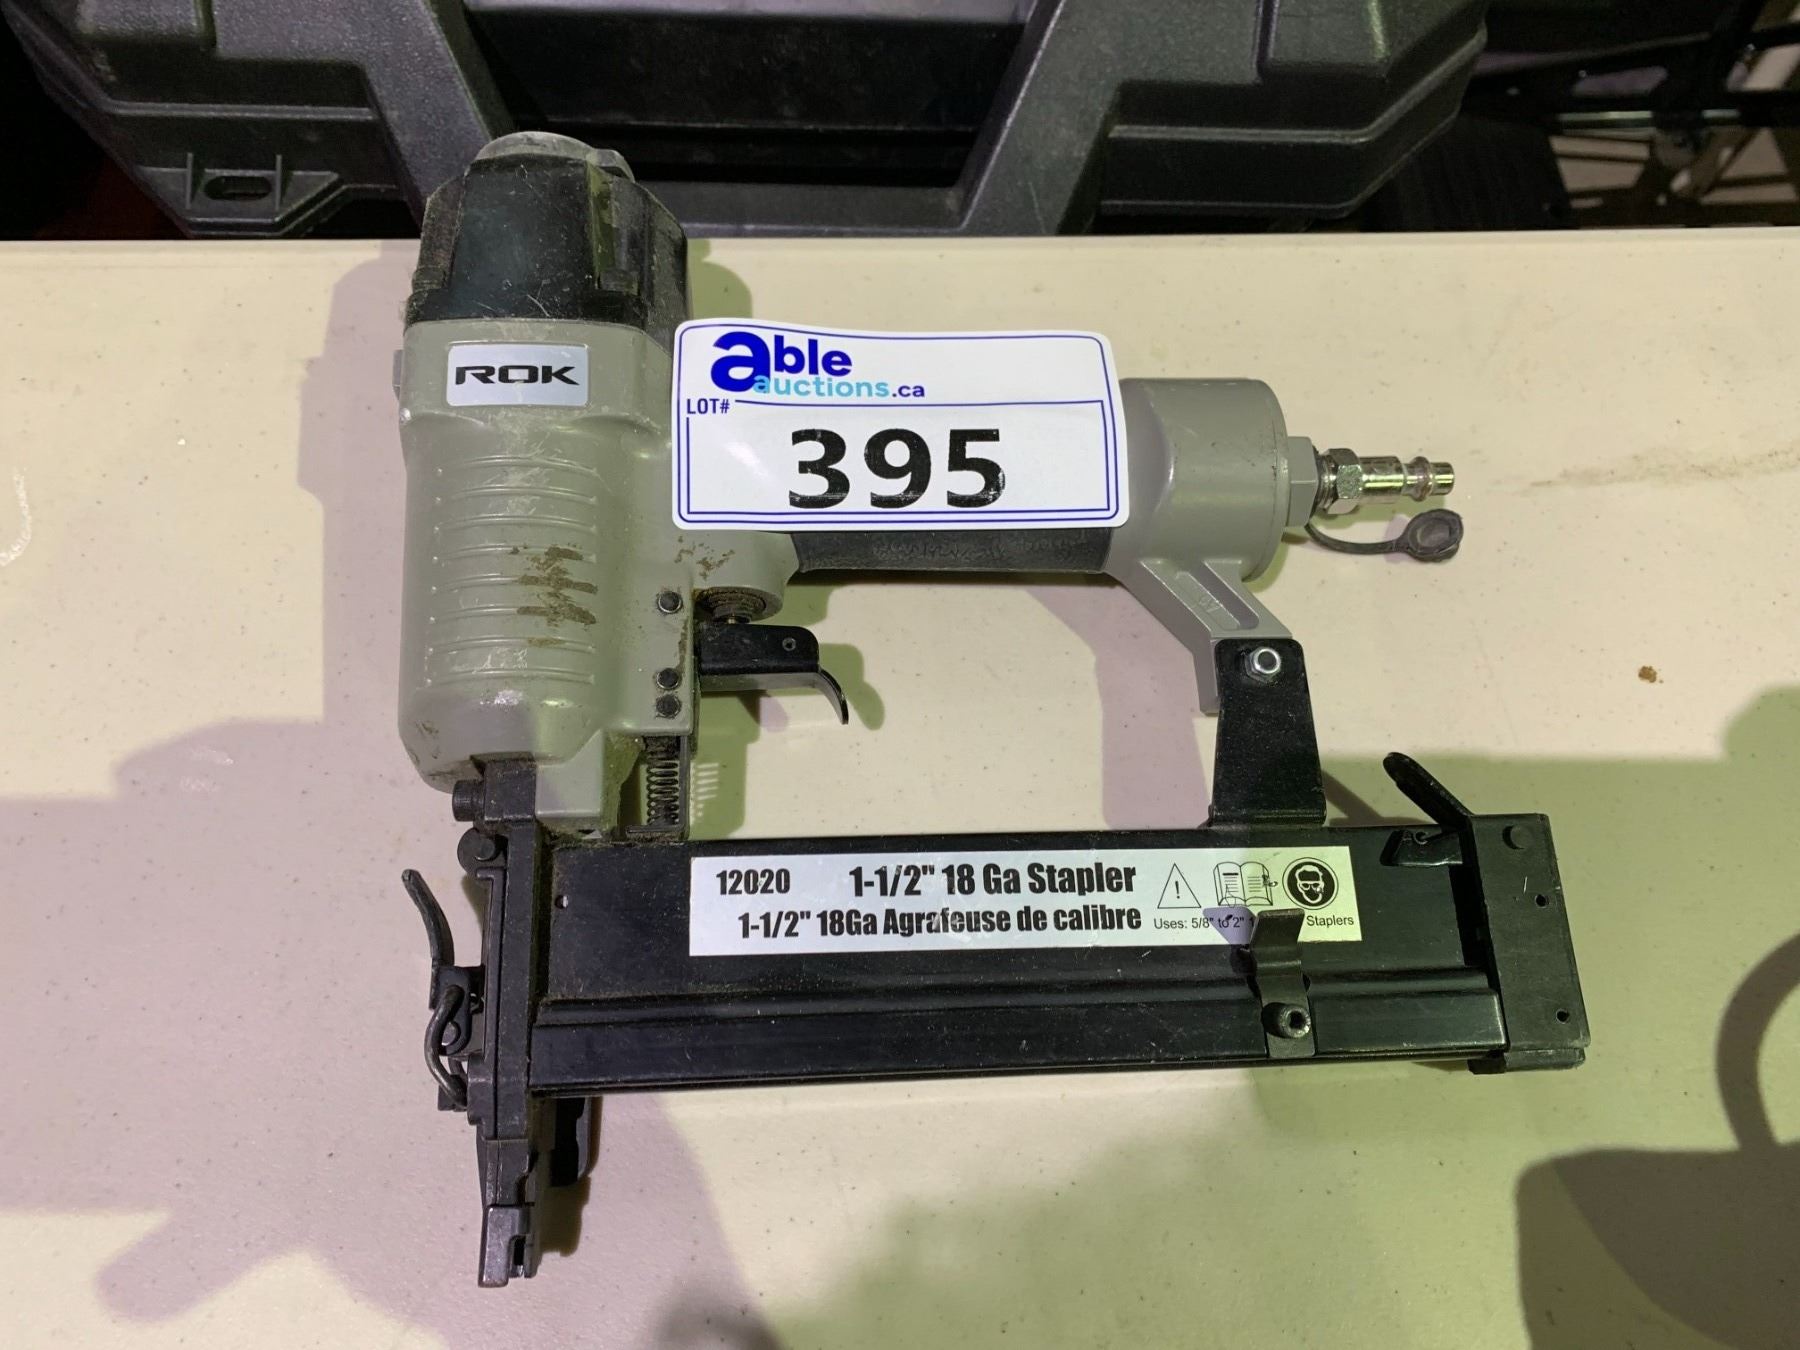 able
auctions.ca
LOT#
395
ROK
12020 1-1/2" 18 Ga Stapler
1-1/2" 18Ga Agrafeuse de calibre
Uses: 5/8" to 2" Staplers